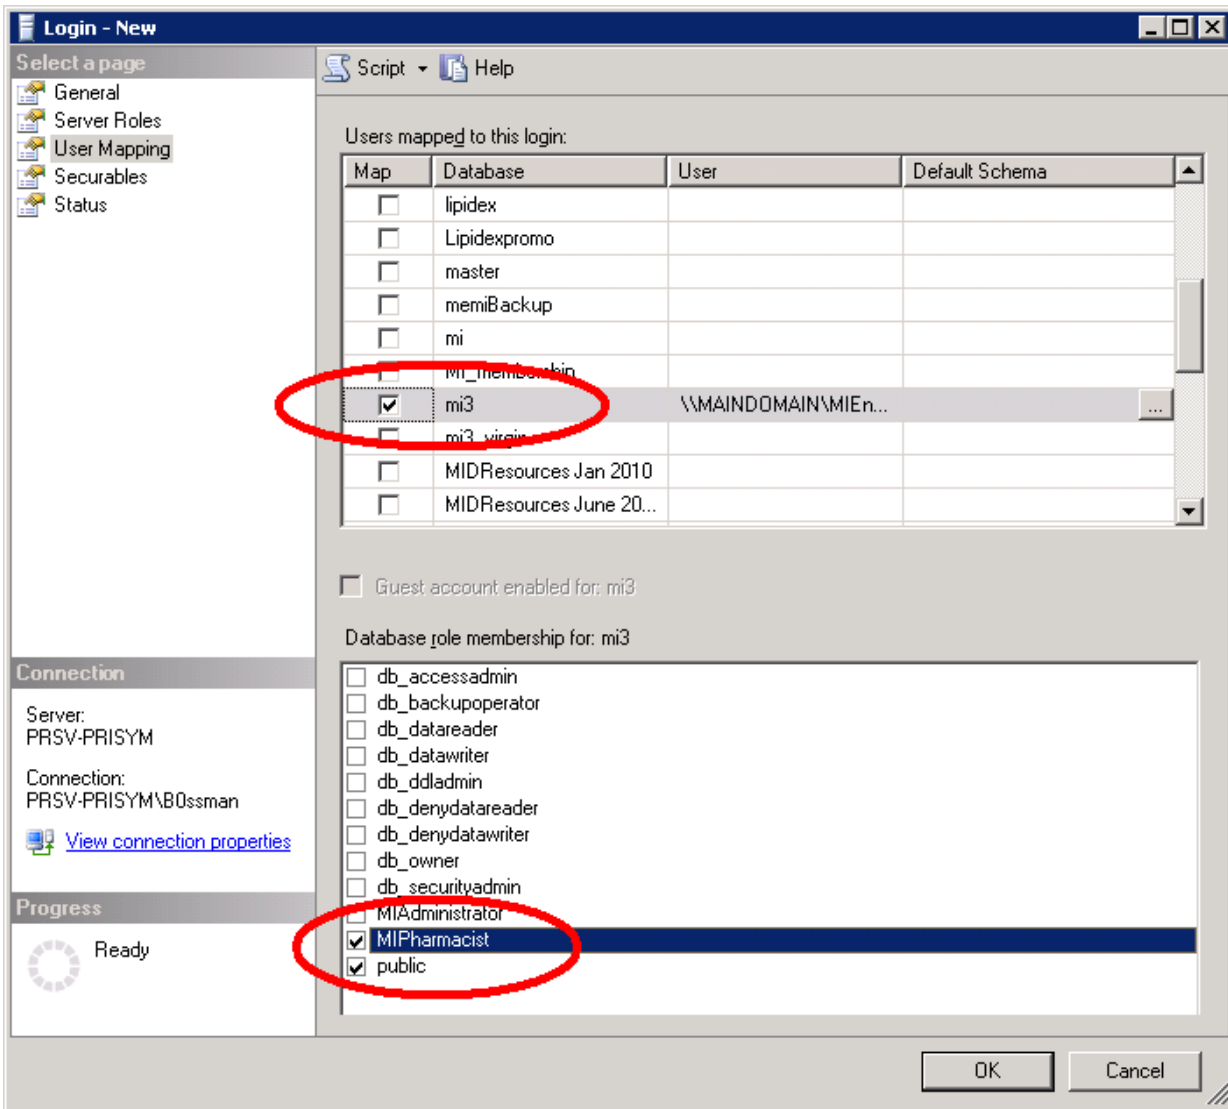 Login - New
Select a page
General
Server Roles
User Mapping
Securables
Status
Script Help
Users mapped to this login:
Map Database User Default Schema
lipidex
Lipidexpromo
master
memiBackup
mi
MI_membership
mi3 \\MAINDOMAIN\MIEn... ...
mi3_virgin
MIDResources Jan 2010
MIDResources June 20...
Guest account enabled for: mi3
Database role membership for: mi3
db_accessadmin
db_backupoperator
db_datareader
db_datawriter
db_ddladmin
db_denydatareader
db_denydatawriter
db_owner
db_securityadmin
MIAdministrator
MIPharmacist
public
Connection
Server:
PRSV-PRISYM
Connection:
PRSV-PRISYM\B0ssman
View connection properties
Progress
Ready
OK Cancel